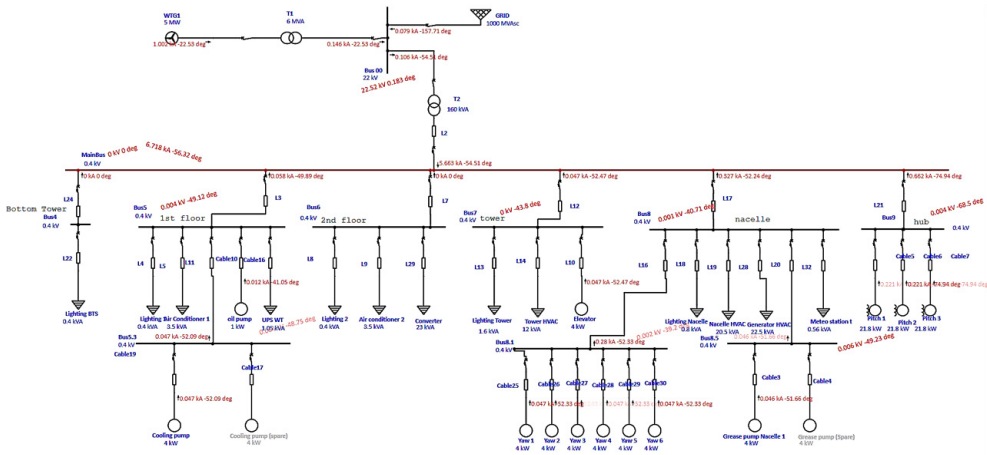 WTG1
5 MW
1.002 kA -22.53 deg
T1
6 MVA
0.146 kA -22.53 deg
GRID
1000 MVAsc
0.079 kA -157.71 deg
0.106 kA -54.51 deg
Bus 00
22 kV
22.52 kV 0.183 deg
T2
160 kVA
L2
5.663 kA -54.51 deg
MainBus
0.4 kV
0 kV 0 deg
6.718 kA -56.32 deg
0 kA 0
0.058 kA -49.89 deg
0 kA 0
0.047 kA -52.47 deg
0.327 kA -52.24 deg
0.662 kA -74.94 deg
L24
Bottom Tower
Bus4
0.4 kV
L22
Lighting BTS
0.4 kVA
L3
0.004 kA -49.12 deg
Bus5
0.4 kV
1st floor
L4
L5
L11
Cable10
Cable16
0.012 kA -41.05 deg
Lighting 1
0.4 kVA
Air Conditioner 1
3.5 kVA
oil pump
1 kW
UPS WT
1.05 kVA
Bus5.3
0.4 kV
Cable19
0.047 kA -52.09 deg
Cable17
0.047 kA -52.09 deg
Cooling pump
4 kW
Cooling pump (spare)
4 kW
L7
Bus6
0.4 kV
2nd floor
L8
L9
L29
Lighting 2
0.4 kVA
Air conditioner 2
3.5 kVA
Converter
23 kVA
L12
0 kV -43.8 deg
Bus7
0.4 kV
tower
L13
L14
L10
0.047 kA -52.47 deg
Lighting Tower
1.6 kVA
Tower HVAC
12 kVA
Elevator
4 kW
L17
0.001 kV -40.71 deg
Bus8
0.4 kV
nacelle
L16
L18
L19
L28
L20
L32
Lighting Nacelle
0.8 kVA
Nacelle HVAC
20.5 kVA
Generator HVAC
22.5 kVA
Meteo station 1
0.56 kVA
Bus8.1
0.4 kV
0.28 kA -52.33 deg
Cable25
Cable26
Cable27
Cable28
Cable29
Cable30
0.047 kA -52.33 deg
0.047 kA -52.33 deg
Yaw 1
4 kW
Yaw 2
4 kW
Yaw 3
4 kW
Yaw 4
4 kW
Yaw 5
4 kW
Yaw 6
4 kW
Bus8.5
0.4 kV
0.046 kA -51.66 deg
0.006 kV -49.23 deg
Cable3
Cable4
0.046 kA -51.66 deg
Grease pump Nacelle 1
4 kW
Grease pump (Spare)
4 kW
L21
Bus9
0.4 kV
0.004 kV -68.5 deg
hub
Cable5
Cable6
Cable7
0.221 kA
0.221 kA -74.94 deg
Pitch 1
21.8 kW
Pitch 2
21.8 kW
Pitch 3
21.8 kW